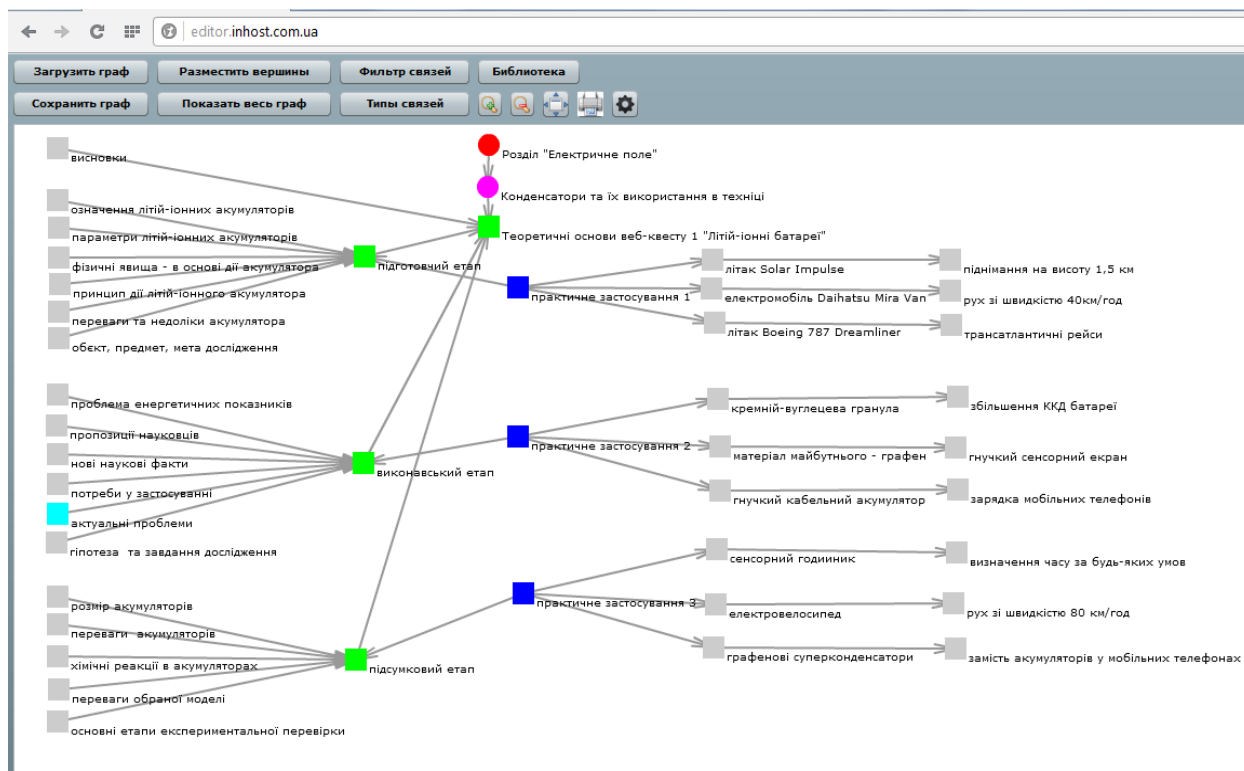 editor.inhost.com.ua
Загрузить граф
Разместить вершины
Фильтр связей
Библиотека
Сохранить граф
Показать весь граф
Типы связей
висновки
Розділ "Електричне поле"
Конденсатори та їх використання в техніці
Теоретичні основи веб-квесту 1 "Літій-іонні батареї"
означення літій-іонних акумуляторів
параметри літій-іонних акумуляторів
фізичні явища - в основі дії акумулятора
принцип дії літій-іонного акумулятора
переваги та недоліки акумулятора
обєкт, предмет, мета дослідження
підготовчий етап
практичне застосування 1
літак Solar Impulse
піднімання на висоту 1,5 км
електромобіль Daihatsu Mira Van
рух зі швидкістю 40км/год
літак Boeing 787 Dreamliner
трансатлантичні рейси
проблема енергетичних показників
пропозиції науковців
нові наукові факти
потреби у застосуванні
актуальні проблеми
гіпотеза та завдання дослідження
виконавський етап
практичне застосування 2
кремній-вуглецева гранула
збільшення ККД батареї
матеріал майбутнього - графен
гнучкий сенсорний екран
гнучкий кабельний акумулятор
зарядка мобільних телефонів
розмір акумуляторів
переваги акумуляторів
хімічні реакції в акумуляторах
переваги обраної моделі
основні етапи експериментальної перевірки
підсумковий етап
практичне застосування 3
сенсорний годииник
визначення часу за будь-яких умов
електровелосипед
рух зі швидкістю 80 км/год
графенові суперконденсатори
замість акумуляторів у мобільних телефонах